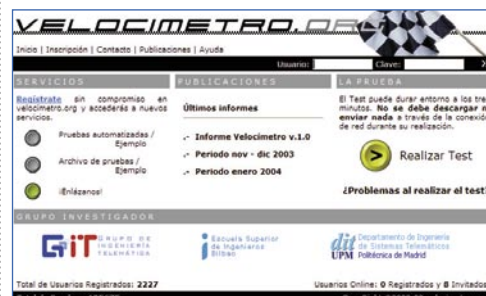 VELOCIMETRO.ORG
Inicio | Inscripción | Contacto | Publicaciones | Ayuda
Usuario: Clave:
SERVICIOS
Regístrate sin compromiso en
velocimetro.org y accederás a nuevos
servicios.
Pruebas automatizadas /
Ejemplo
Archivo de pruebas /
Ejemplo
¡Enlázanos!
PUBLICACIONES
Últimos informes
.- Informe Velocimetro v.1.0
.- Periodo nov - dic 2003
.- Periodo enero 2004
LA PRUEBA
El Test puede durar entorno a los tre
minutos. No se debe descargar n
enviar nada a través de la conexió
de red durante su realización.
> Realizar Test
¿Problemas al realizar el test?
GRUPO INVESTIGADOR
GIT GRUPO DE
INGENIERÍA
TELEMÁTICA
Escuela Superior
de Ingenieros
Bilbao
dit UPM Departamento de Ingeniería
de Sistemas Telemáticos
Politécnica de Madrid
Total de Usuarios Registrados: 2227
Usuarios Online: 0 Registrados y 8 Invitados